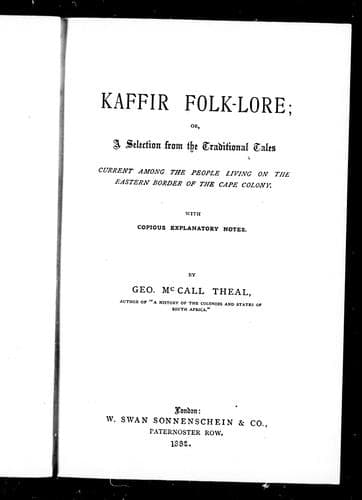 KAFFIR FOLK-LORE;
OR,
A Selection from the Traditional Tales
CURRENT AMONG THE PEOPLE LIVING ON THE
EASTERN BORDER OF THE CAPE COLONY.
WITH
COPIOUS EXPLANATORY NOTES.
BY
GEO. Mc CALL THEAL,
AUTHOR OF "A HISTORY OF THE COLONIES AND STATES OF
SOUTH AFRICA."
London:
W. SWAN SONNENSCHEIN & CO.,
PATERNOSTER ROW.
1882.